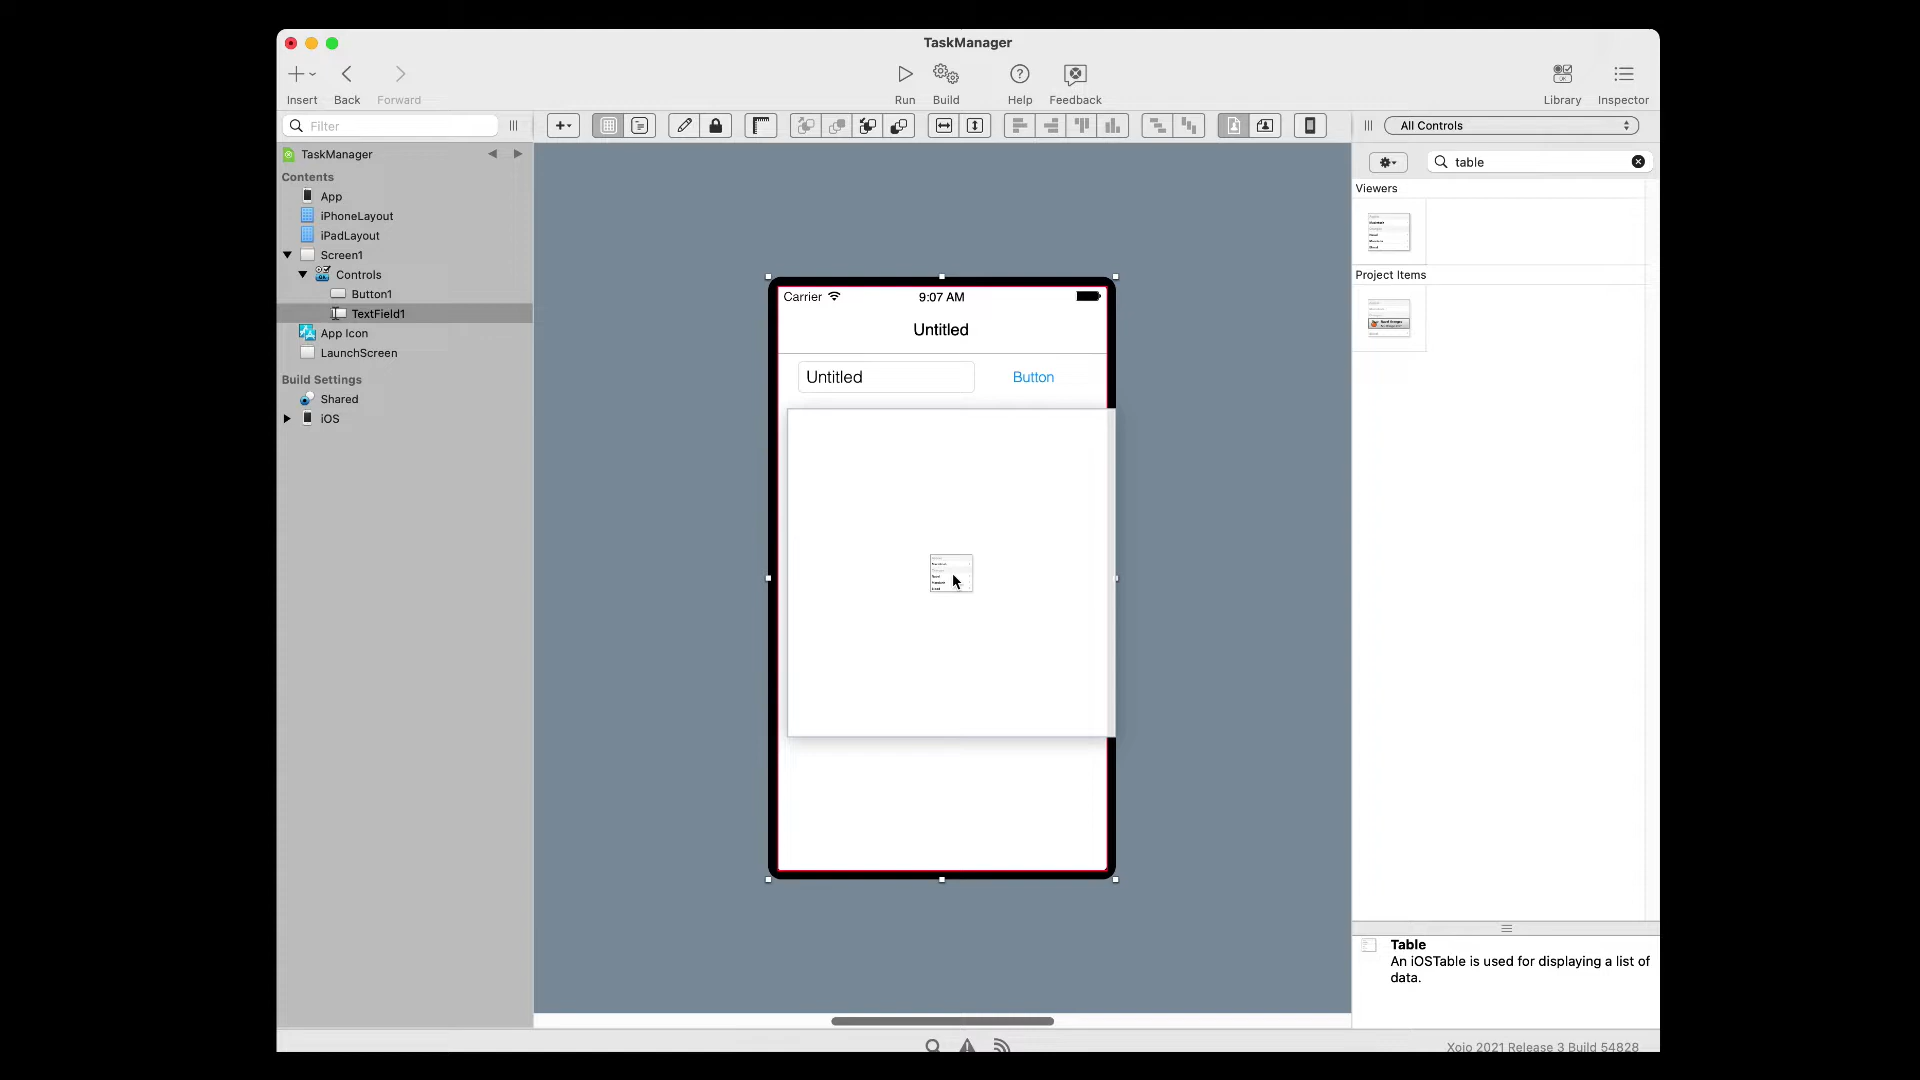 TaskManager
Insert
Back
Forward
Run
Build
Help
Feedback
Library
Inspector
Filter
All Controls
TaskManager
Contents
App
iPhoneLayout
iPadLayout
Screen1
Controls
Button1
TextField1
App Icon
LaunchScreen
Build Settings
Shared
iOS
Carrier
9:07 AM
Untitled
Untitled
Button
table
Viewers
Project Items
Table
An iOSTable is used for displaying a list of
data.
Xojo 2021 Release 3 Build 54828